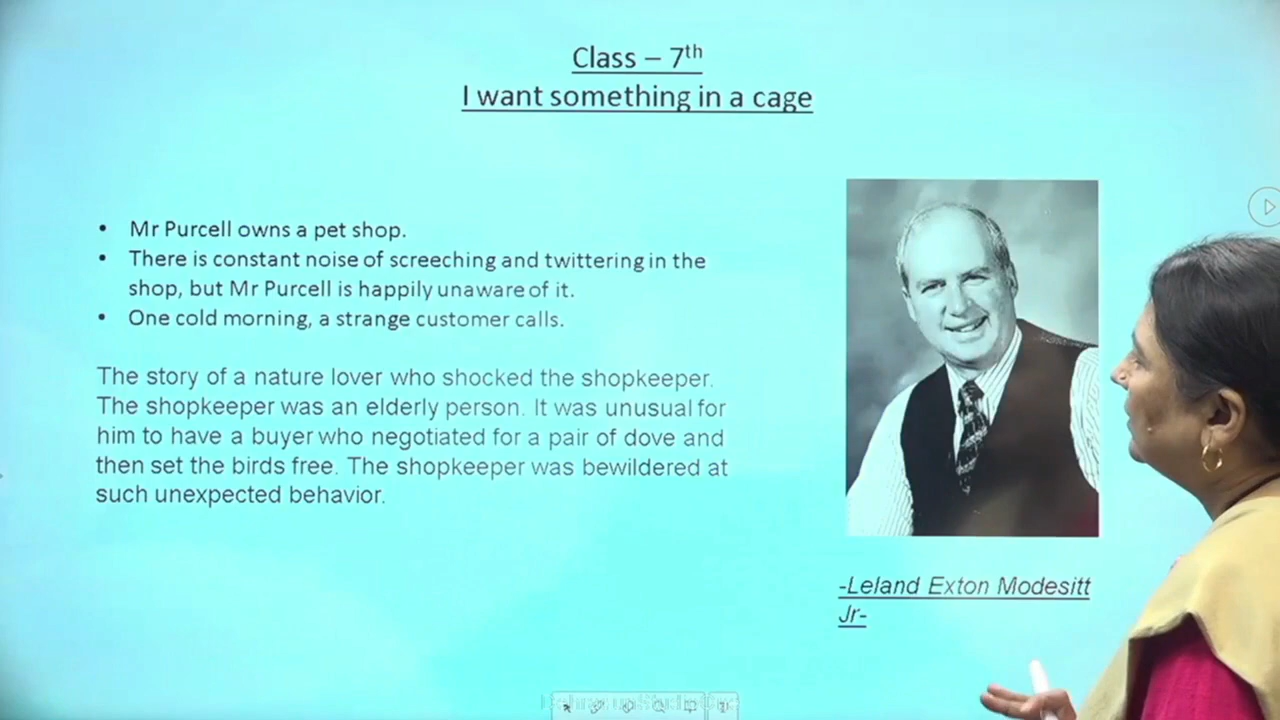 Class – 7th
I want something in a cage
• Mr Purcell owns a pet shop.
• There is constant noise of screeching and twittering in the
shop, but Mr Purcell is happily unaware of it.
• One cold morning, a strange customer calls.
The story of a nature lover who shocked the shopkeeper.
The shopkeeper was an elderly person. It was unusual for
him to have a buyer who negotiated for a pair of dove and
then set the birds free. The shopkeeper was bewildered at
such unexpected behavior.
-Leland Exton Modesitt
Jr-